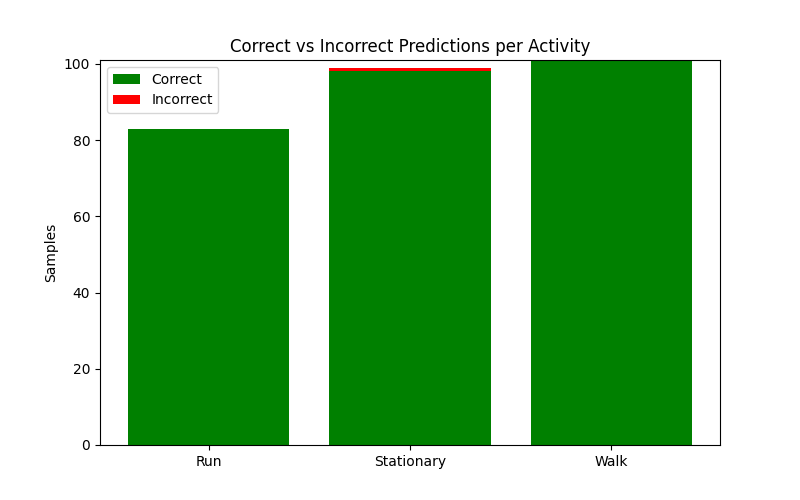 Correct vs Incorrect Predictions per Activity
Correct
Incorrect
Samples
100
80
60
40
20
0
Run
Stationary
Walk